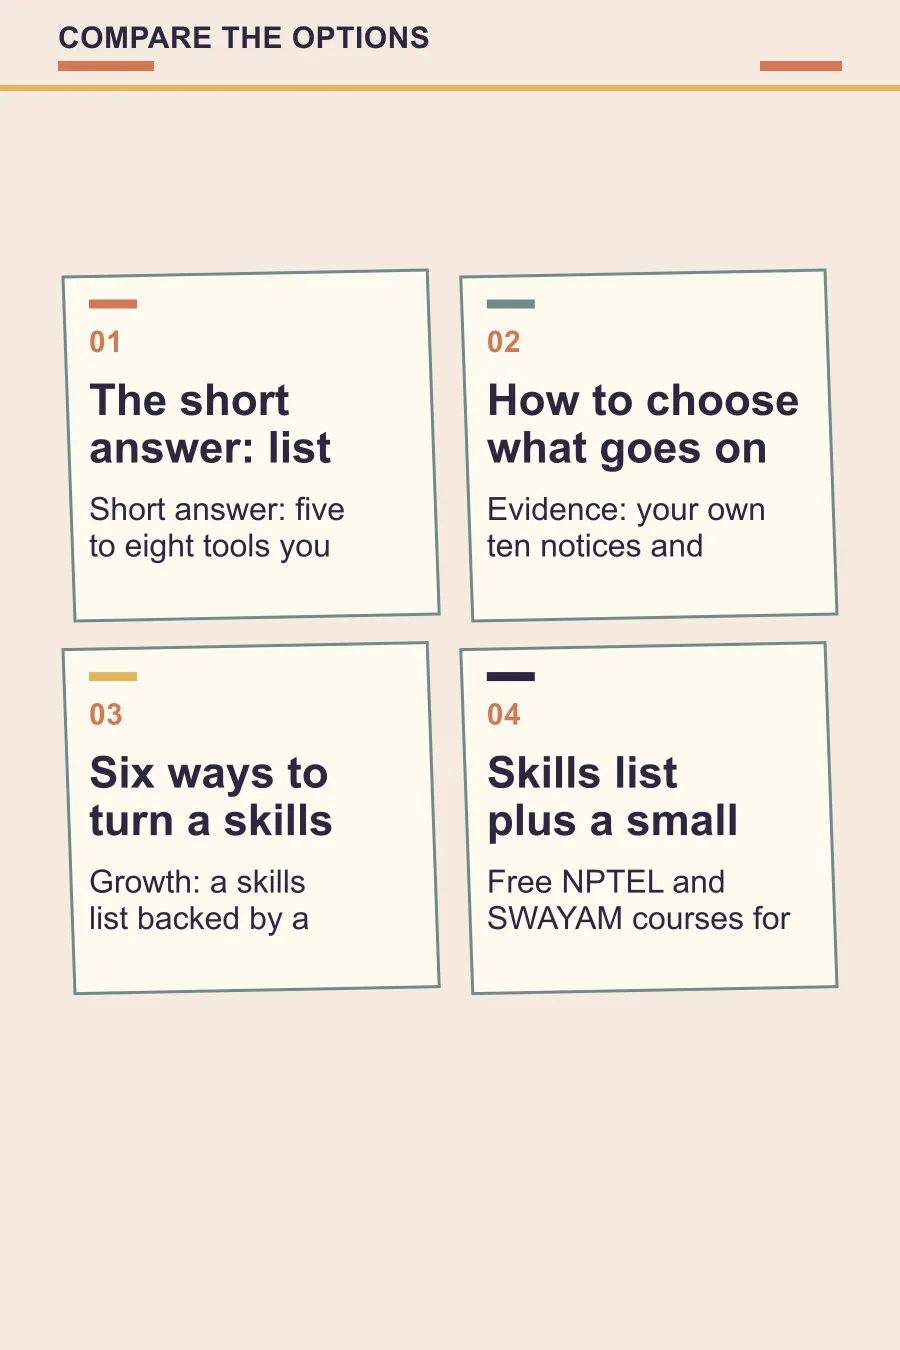 COMPARE THE OPTIONS
01
The short
answer: list
Short answer: five
to eight tools you
02
How to choose
what goes on
Evidence: your own
ten notices and
03
Six ways to
turn a skills
Growth: a skills
list backed by a
04
Skills list
plus a small
Free NPTEL and
SWAYAM courses for